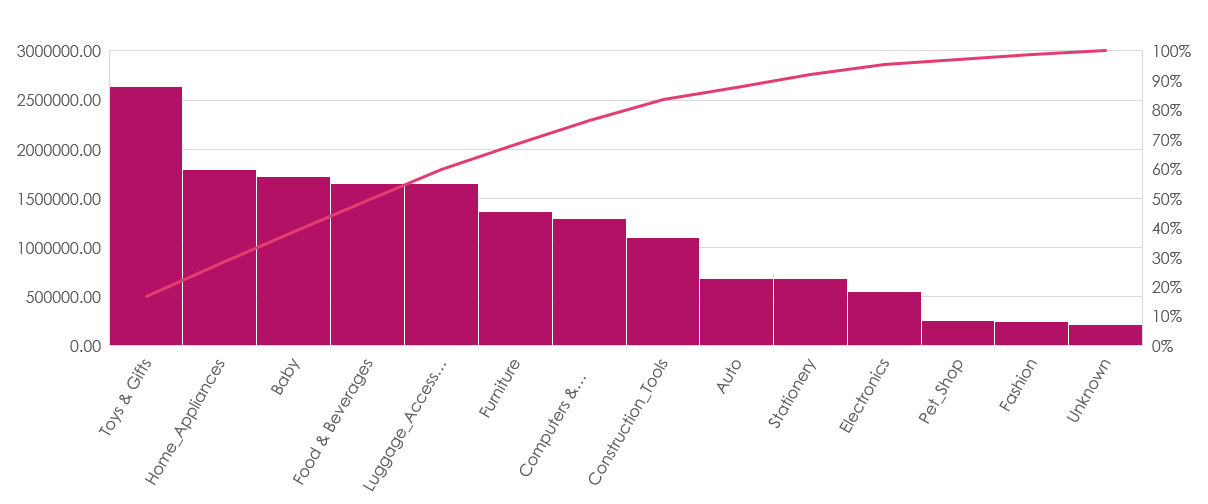 3000000.00
2500000.00
2000000.00
1500000.00
1000000.00
500000.00
0.00
100%
90%
80%
70%
60%
50%
40%
30%
20%
10%
0%
Toys & Gifts
Home_Appliances
Baby
Food & Beverages
Luggage_Access...
Furniture
Computers &...
Construction_Tools
Auto
Stationery
Electronics
Pet_Shop
Fashion
Unknown